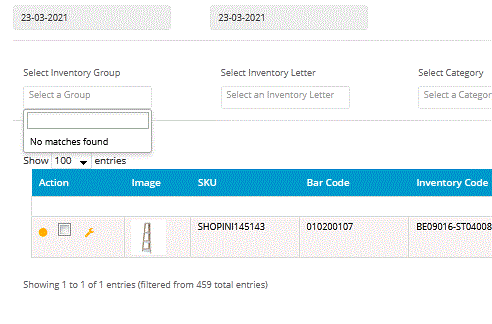 23-03-2021 23-03-2021
Select Inventory Group Select Inventory Letter Select Category
Select a Group Select an Inventory Letter Select a Categor
No matches found
Show 100 entries
Action Image SKU Bar Code Inventory Code
SHOPINI145143 010200107 BE09016-ST04008
Showing 1 to 1 of 1 entries (filtered from 459 total entries)